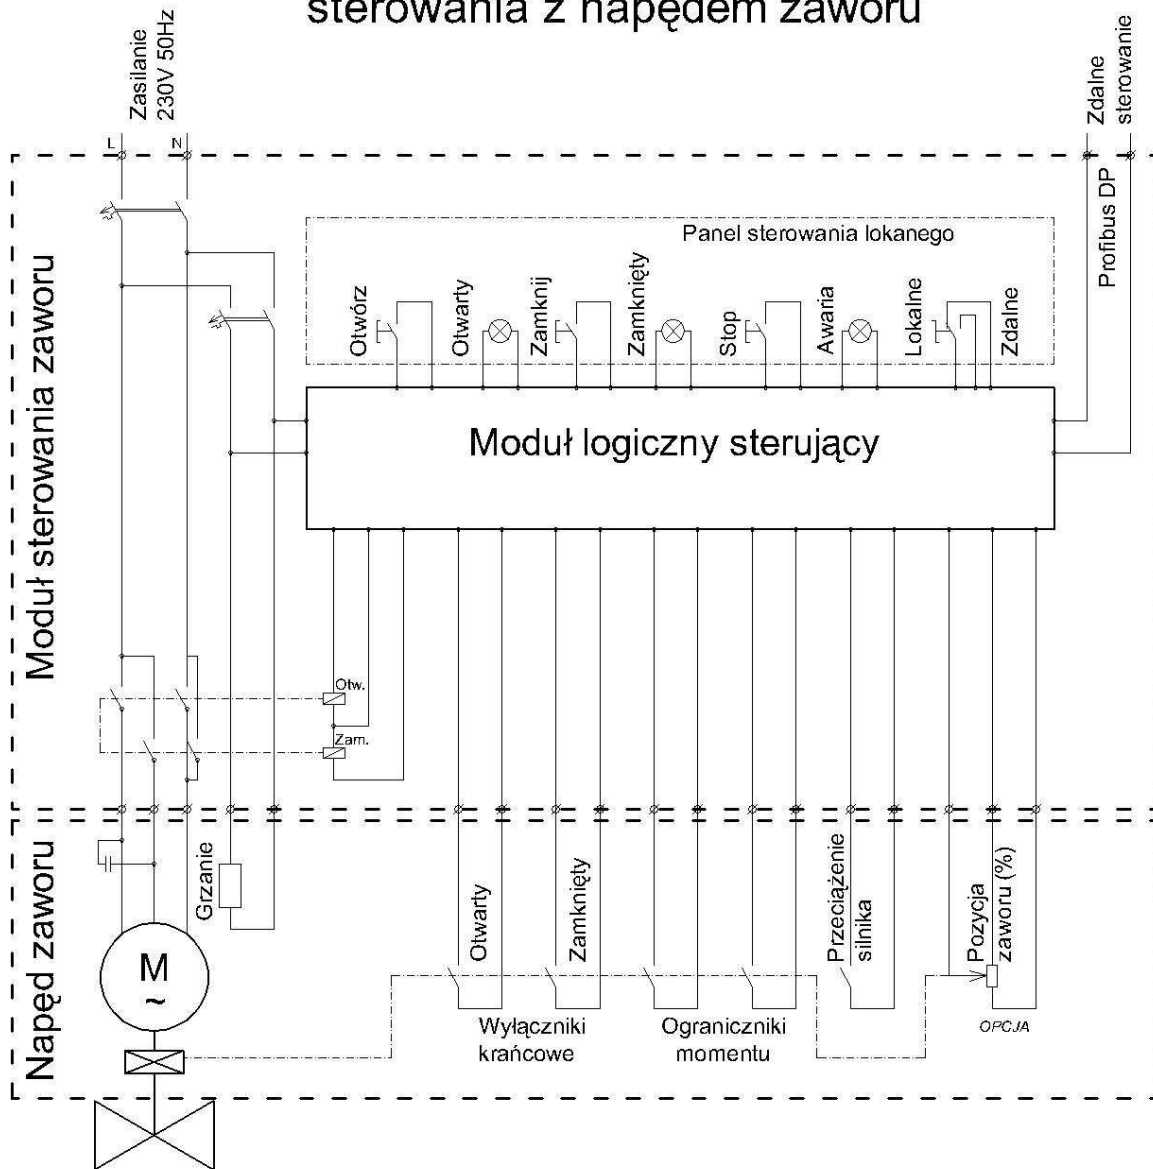 sterowania z napędem zaworu
Zasilanie
230V 50Hz
Zdalne
sterowanie
L
N
Profibus DP
Moduł sterowania zaworu
Panel sterowania lokanego
Otwórz
Otwarty
Zamknij
Zamknięty
Stop
Awaria
Lokalne
Zdalne
Moduł logiczny sterujący
Otw.
Zam.
Napęd zaworu
Grzanie
M
~
Otwarty
Zamknięty
Przeciążenie
silnika
Pozycja
zaworu (%)
Wyłączniki
krańcowe
Ograniczniki
momentu
OPCJA